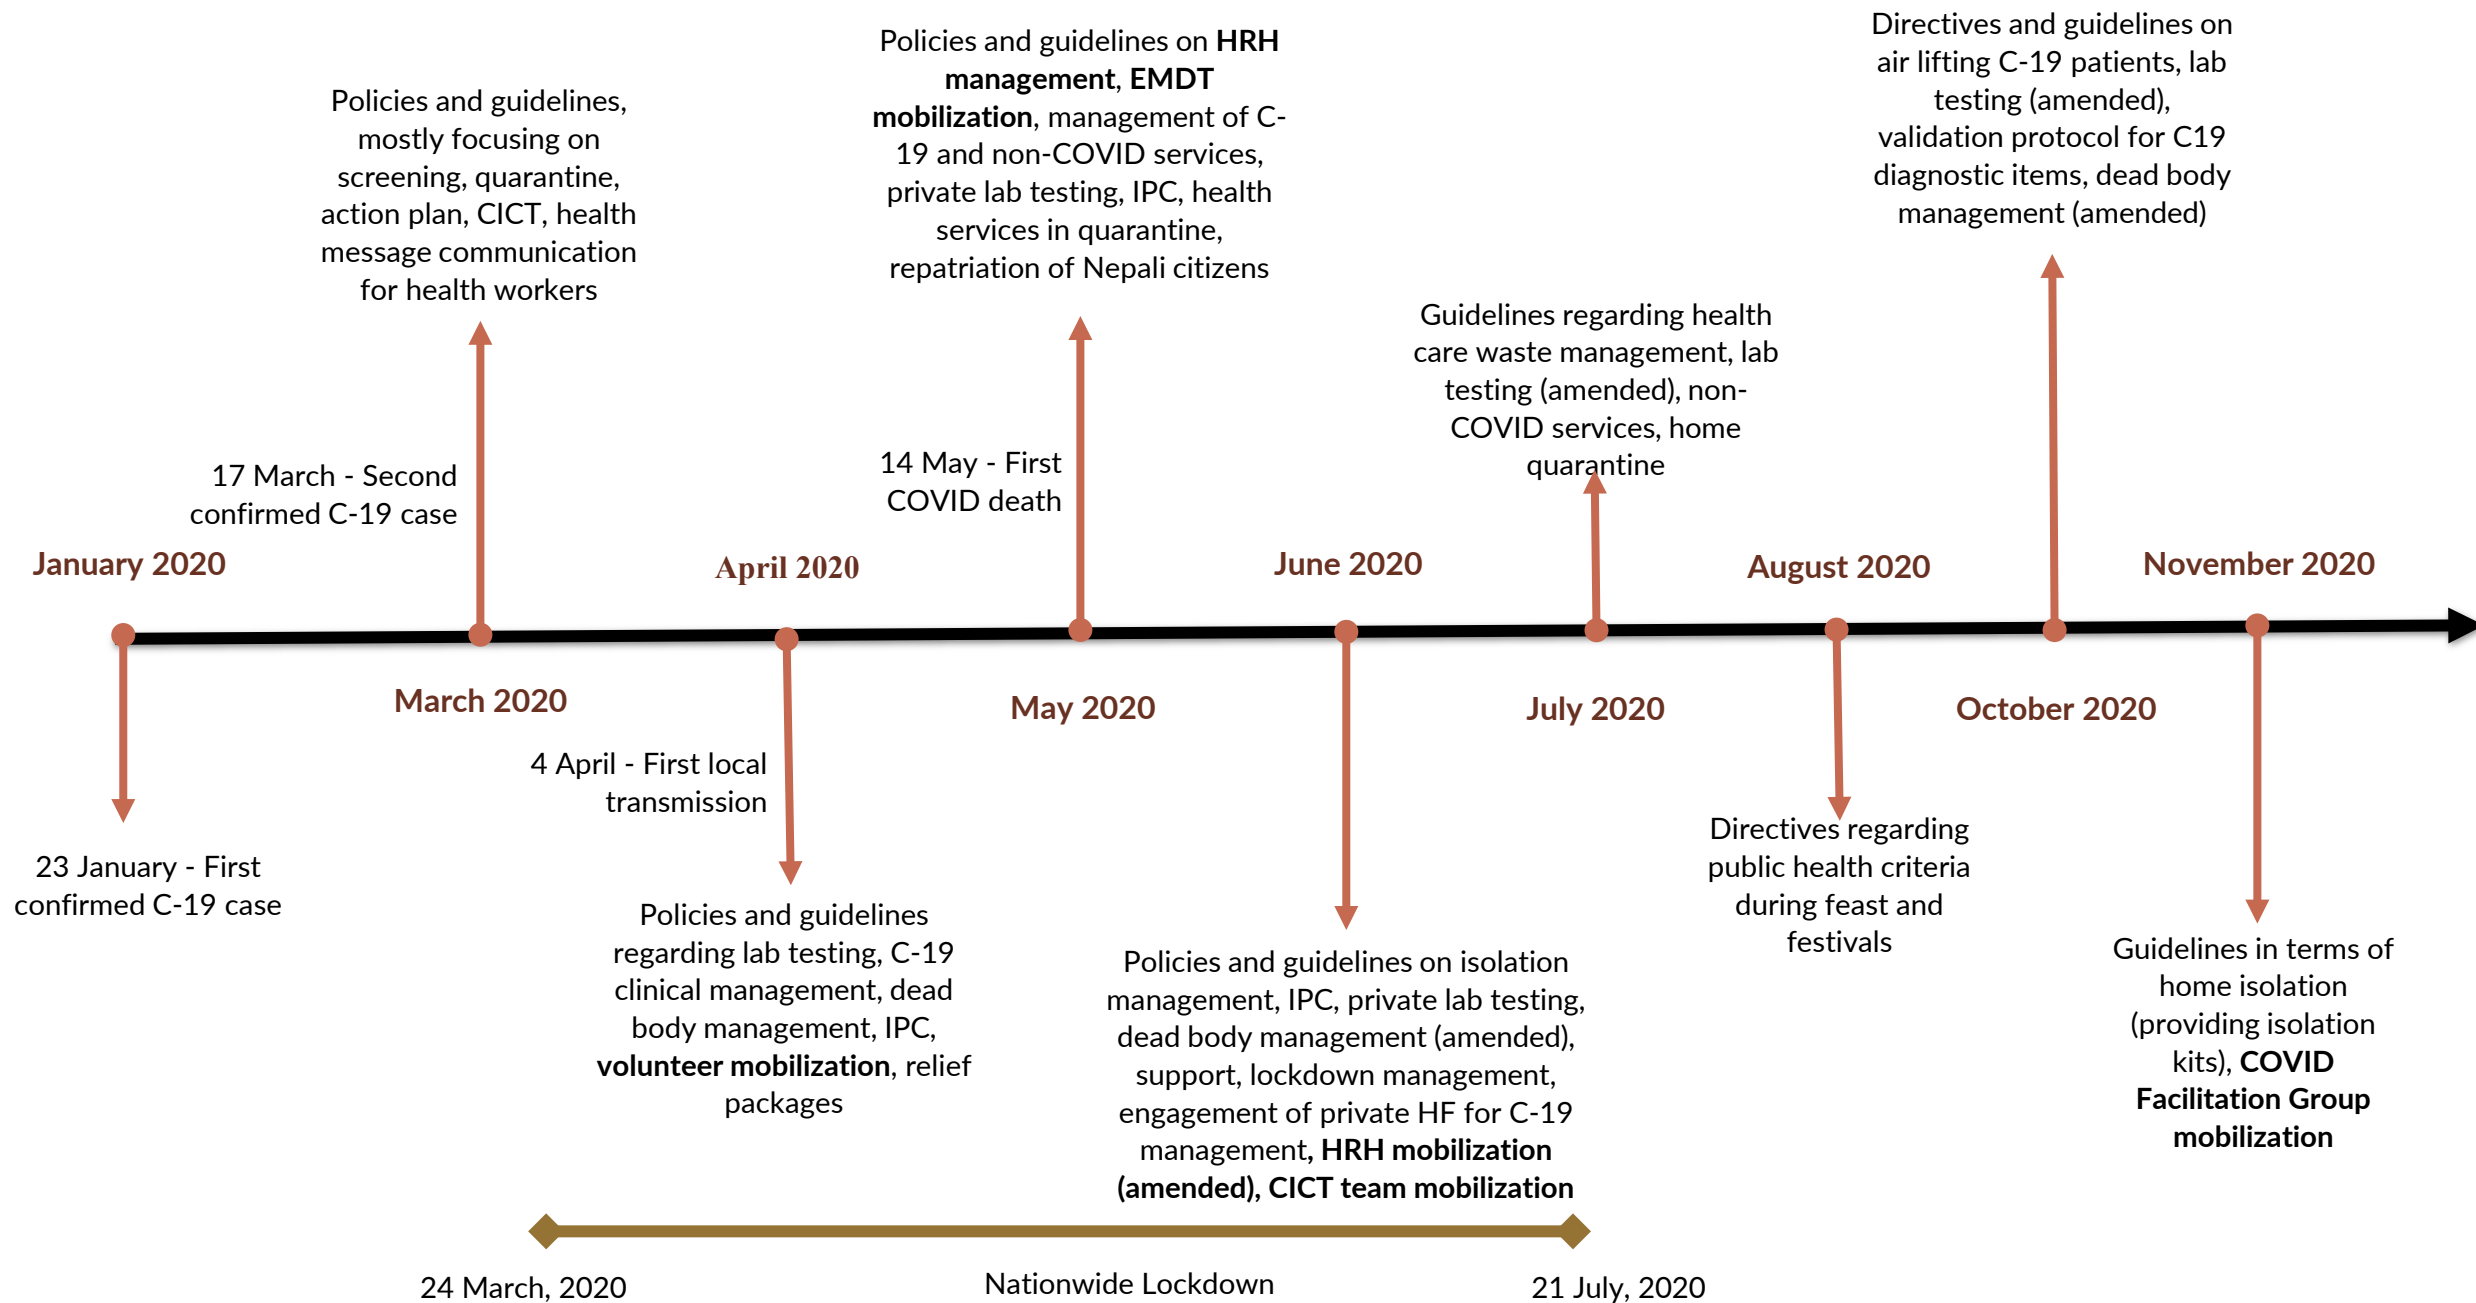 Policies and guidelines,
mostly focusing on
screening, quarantine,
action plan, CICT, health
message communication
for health workers
Policies and guidelines on HRH
management, EMDT
mobilization, management of C-
19 and non-COVID services,
private lab testing, IPC, health
services in quarantine,
repatriation of Nepali citizens
Guidelines regarding health
care waste management, lab
testing (amended), non-
COVID services, home
quarantine
Directives and guidelines on
air lifting C-19 patients, lab
testing (amended),
validation protocol for C19
diagnostic items, dead body
management (amended)
17 March - Second
confirmed C-19 case
14 May - First
COVID death
January 2020
April 2020
June 2020
August 2020
November 2020
March 2020
May 2020
July 2020
October 2020
4 April - First local
transmission
23 January - First
confirmed C-19 case
Policies and guidelines
regarding lab testing, C-19
clinical management, dead
body management, IPC,
volunteer mobilization, relief
packages
Policies and guidelines on isolation
management, IPC, private lab testing,
dead body management (amended),
support, lockdown management,
engagement of private HF for C-19
management, HRH mobilization
(amended), CICT team mobilization
Directives regarding
public health criteria
during feast and
festivals
Guidelines in terms of
home isolation
(providing isolation
kits), COVID
Facilitation Group
mobilization
24 March, 2020
Nationwide Lockdown
21 July, 2020